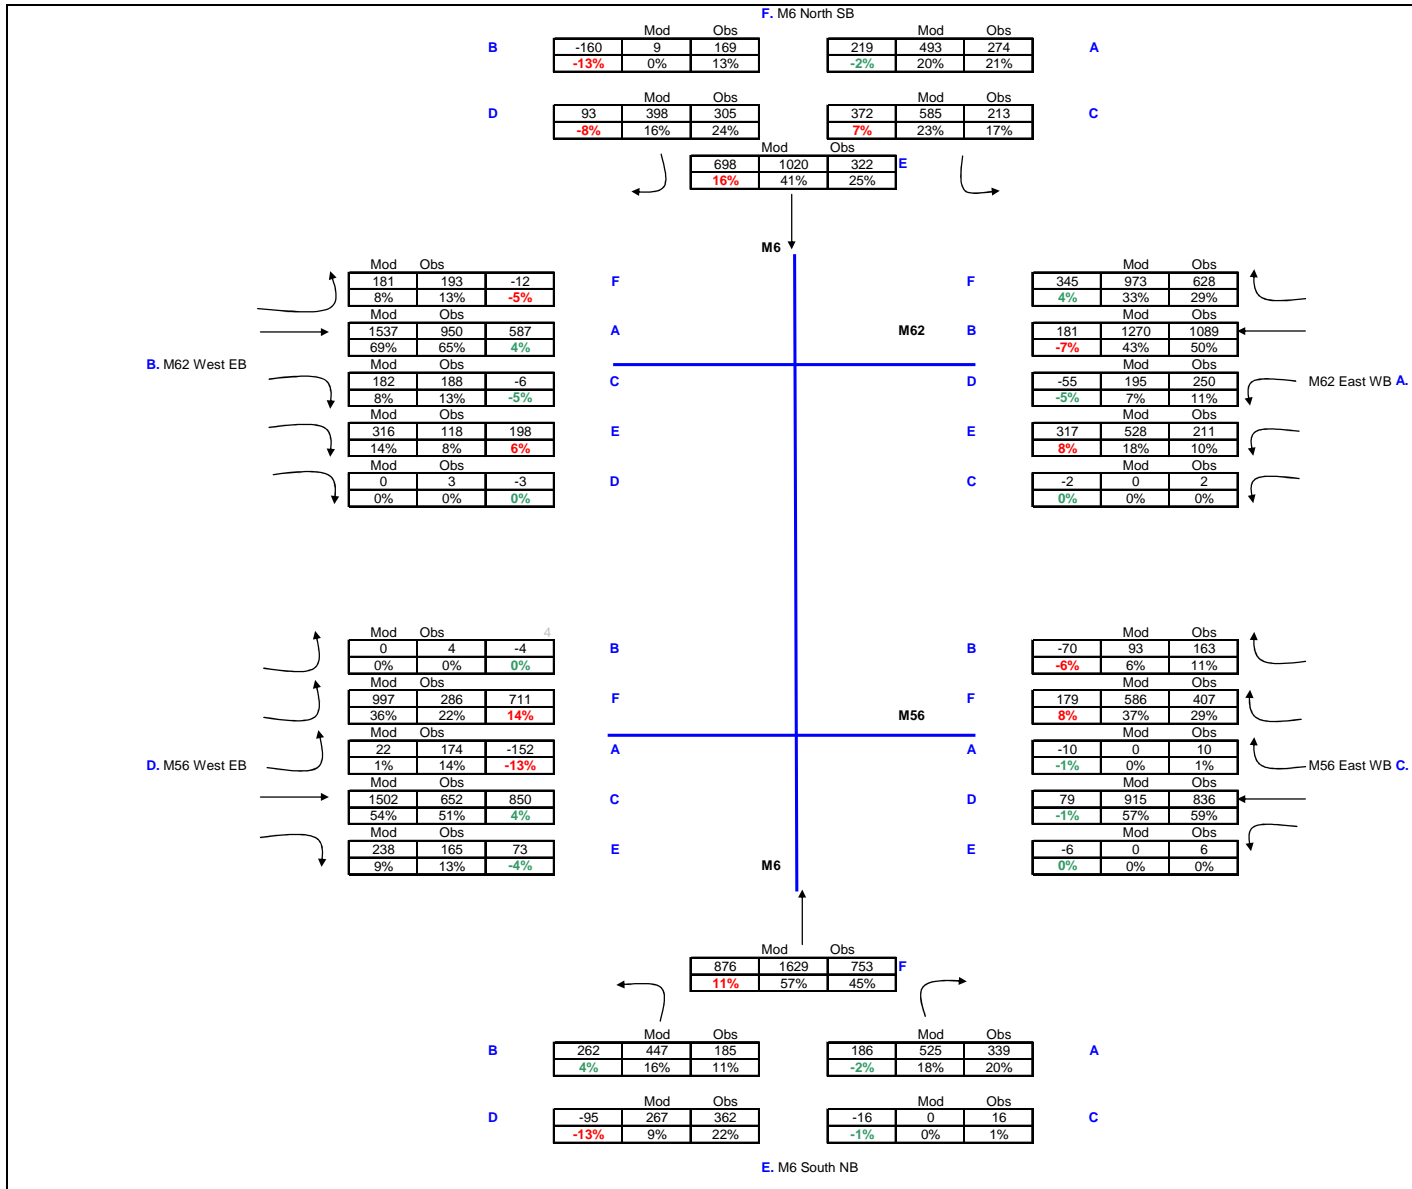 F. M6 North SB
Mod Obs Mod Obs
B -160 9 169 219 493 274 A
-13% 0% 13% -2% 20% 21%
Mod Obs Mod Obs
D 93 398 305 372 585 213 C
-8% 16% 24% 7% 23% 17%
Mod Obs
698 1020 322 E
16% 41% 25%
M6
Mod Obs Mod Obs
181 193 -12 F F 345 973 628
8% 13% -5% 4% 33% 29%
Mod Obs Mod Obs
1537 950 587 A M62 B 181 1270 1089
69% 65% 4% -7% 43% 50%
B. M62 West EB
Mod Obs Mod Obs
182 188 -6 C D -55 195 250 M62 East WB A.
8% 13% -5% -5% 7% 11%
Mod Obs Mod Obs
316 118 198 E E 317 528 211
14% 8% 6% 8% 18% 10%
Mod Obs Mod Obs
0 3 -3 D C -2 0 2
0% 0% 0% 0% 0% 0%
Mod Obs 4 Mod Obs
0 4 -4 B B -70 93 163
0% 0% 0% -6% 6% 11%
Mod Obs Mod Obs
997 286 711 F F 179 586 407
36% 22% 14% M56 8% 37% 29%
Mod Obs Mod Obs
22 174 -152 A A -10 0 10
D. M56 West EB 1% 14% -13% -1% 0% 1% M56 East WB C.
Mod Obs Mod Obs
1502 652 850 C D 79 915 836
54% 51% 4% -1% 57% 59%
Mod Obs Mod Obs
238 165 73 E E -6 0 6
9% 13% -4% M6 0% 0% 0%
Mod Obs
876 1629 753 F
11% 57% 45%
Mod Obs Mod Obs
B 262 447 185 186 525 339 A
4% 16% 11% -2% 18% 20%
Mod Obs Mod Obs
D -95 267 362 -16 0 16 C
-13% 9% 22% -1% 0% 1%
E. M6 South NB